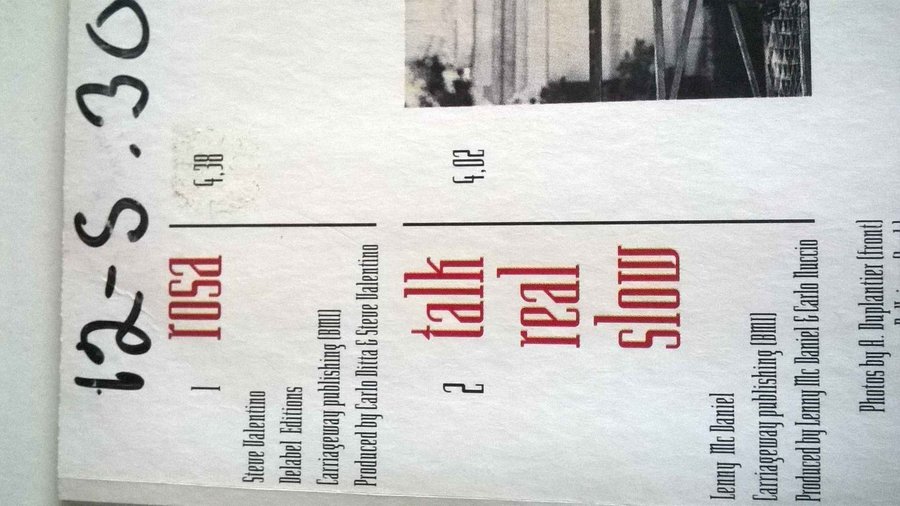 12-5.30
1 rosa 4,38
Steve Valentino
Delabel Editions
Carriageway publishing (BMI)
Produced by Carlo Ditta & Steve Valentino
2 talk 4,02
real
slow
Lenny Mc Daniel
Carriageway publishing (BMI)
Produced by Lenny Mc Daniel & Carlo Nuccio
Photos by A. Duplantier (front)